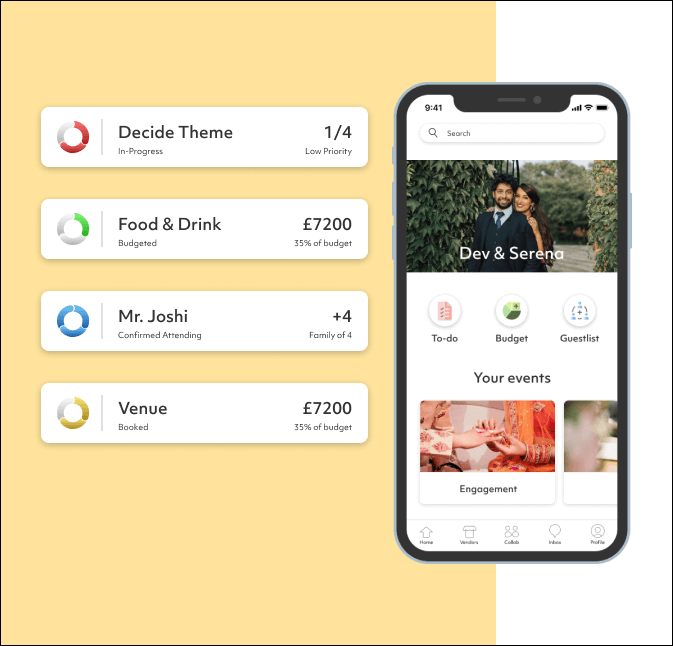 Decide Theme
In-Progress
1/4
Low Priority
Food & Drink
Budgeted
£7200
35% of budget
Mr. Joshi
Confirmed Attending
+4
Family of 4
Venue
Booked
£7200
35% of budget
9:41
Search
Dev & Serena
To-do
Budget
Guestlist
Your events
Engagement
Home
Vendors
Collab
Inbox
Profile